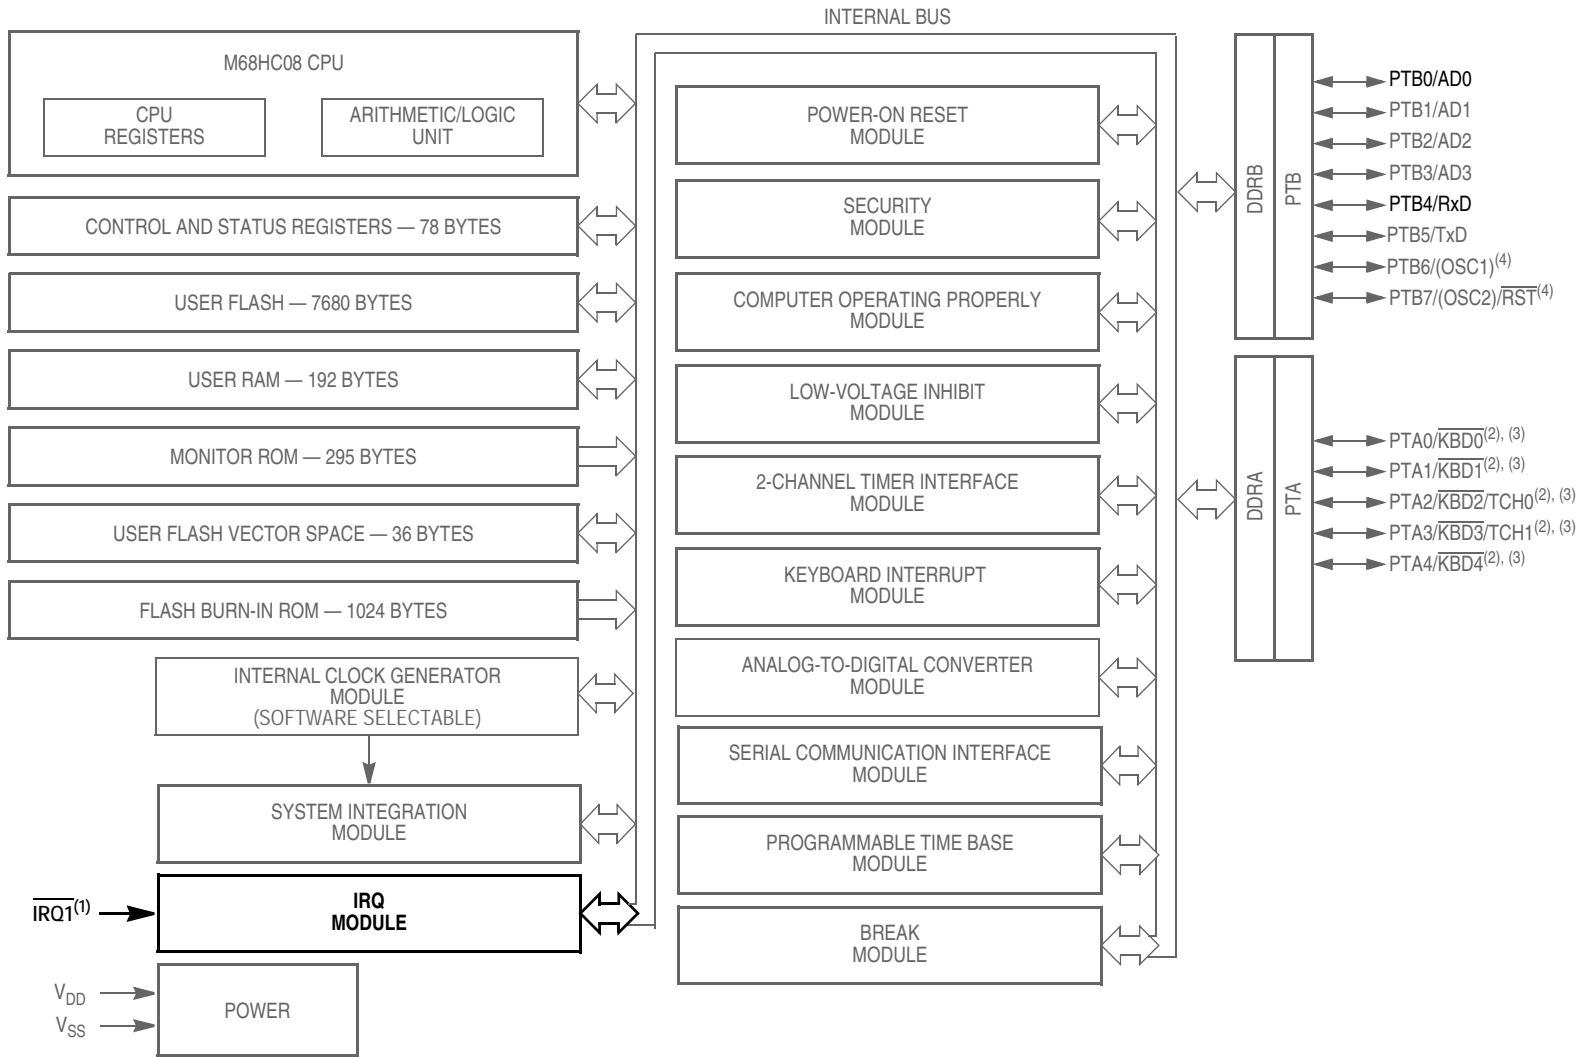 INTERNAL BUS
M68HC08 CPU
CPU
REGISTERS
ARITHMETIC/LOGIC
UNIT
CONTROL AND STATUS REGISTERS — 78 BYTES
USER FLASH — 7680 BYTES
USER RAM — 192 BYTES
MONITOR ROM — 295 BYTES
USER FLASH VECTOR SPACE — 36 BYTES
FLASH BURN-IN ROM — 1024 BYTES
INTERNAL CLOCK GENERATOR
MODULE
(SOFTWARE SELECTABLE)
SYSTEM INTEGRATION
MODULE
IRQ1(1)
IRQ
MODULE
VDD
VSS
POWER
POWER-ON RESET
MODULE
SECURITY
MODULE
COMPUTER OPERATING PROPERLY
MODULE
LOW-VOLTAGE INHIBIT
MODULE
2-CHANNEL TIMER INTERFACE
MODULE
KEYBOARD INTERRUPT
MODULE
ANALOG-TO-DIGITAL CONVERTER
MODULE
SERIAL COMMUNICATION INTERFACE
MODULE
PROGRAMMABLE TIME BASE
MODULE
BREAK
MODULE
DDRB
PTB
PTB0/AD0
PTB1/AD1
PTB2/AD2
PTB3/AD3
PTB4/RxD
PTB5/TxD
PTB6/(OSC1)(4)
PTB7/(OSC2)/RST(4)
DDRA
PTA
PTA0/KBD0(2), (3)
PTA1/KBD1(2), (3)
PTA2/KBD2/TCH0(2), (3)
PTA3/KBD3/TCH1(2), (3)
PTA4/KBD4(2), (3)